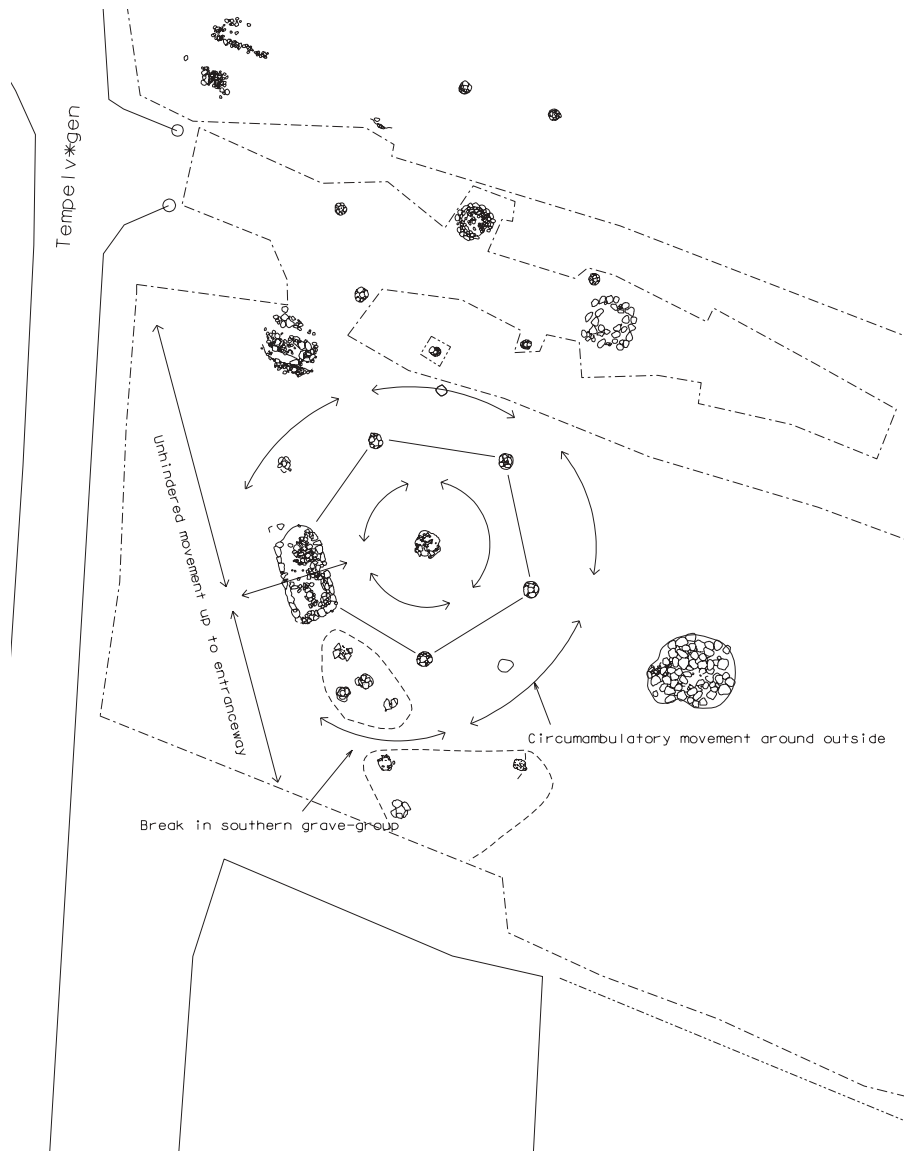 Tempelv*gen
Unhindered movement up to entranceway
Circumambulatory movement around outside
Break in southern grave-group